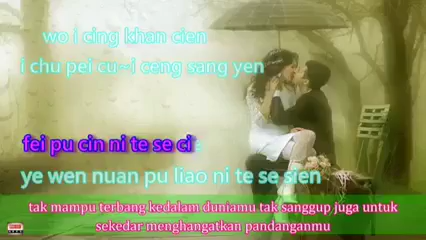 wo i cing khan cien
i chu pei cu~i ceng sang yen
fei pu cin ni te se ci
ye wen nuan pu liao ni te se sien
tak mampu terbang kedalam duniamu tak sanggup juga untuk
sekedar menghangatkan pandanganmu